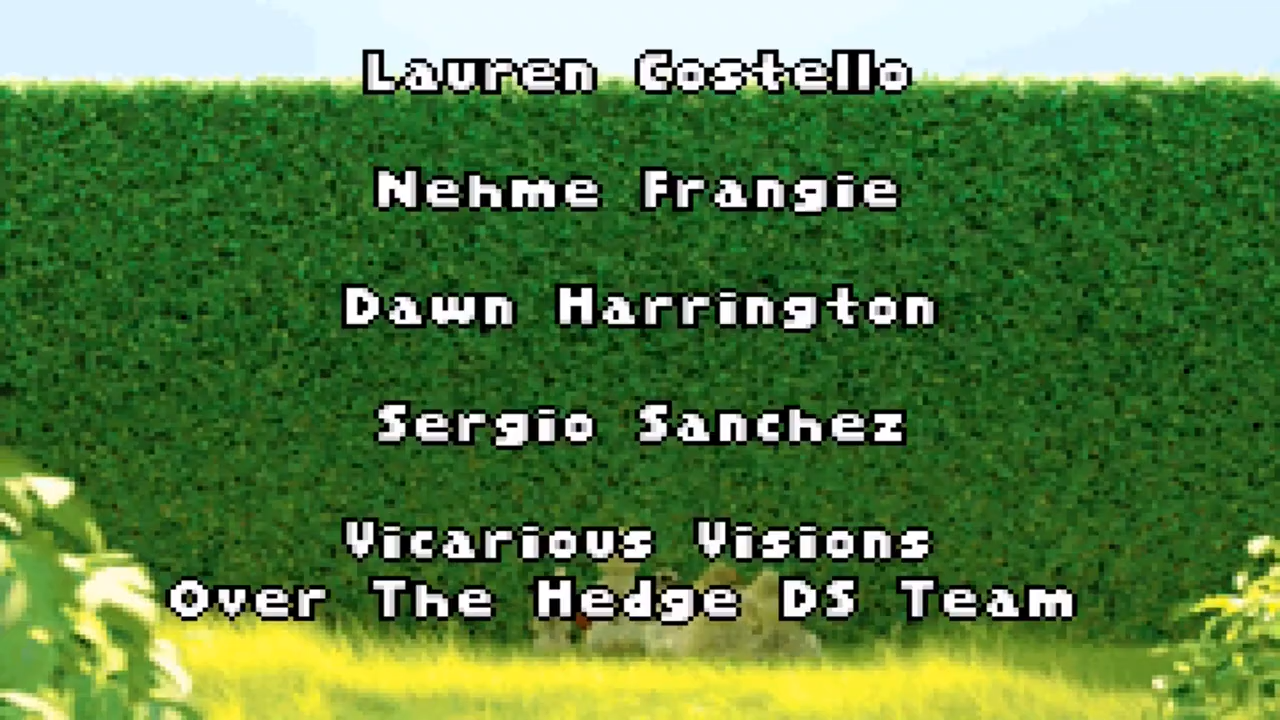 Lauren Costello
Nehme Frangie
Dawn Harrington
Sergio Sanchez
Vicarious Visions
Over The Hedge DS Team